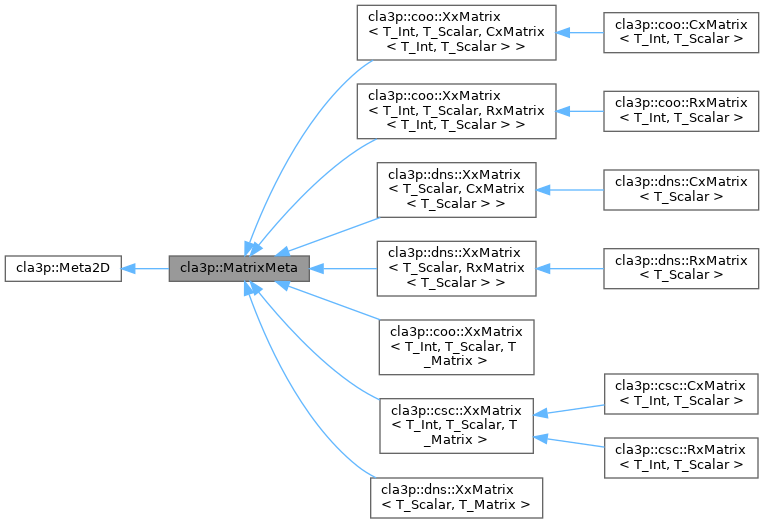 cla3p::Meta2D
cla3p::MatrixMeta
cla3p::coo::XxMatrix
< T_Int, T_Scalar, CxMatrix
< T_Int, T_Scalar > >
cla3p::coo::CxMatrix
< T_Int, T_Scalar >
cla3p::coo::XxMatrix
< T_Int, T_Scalar, RxMatrix
< T_Int, T_Scalar > >
cla3p::coo::RxMatrix
< T_Int, T_Scalar >
cla3p::dns::XxMatrix
< T_Scalar, CxMatrix
< T_Scalar > >
cla3p::dns::CxMatrix
< T_Scalar >
cla3p::dns::XxMatrix
< T_Scalar, RxMatrix
< T_Scalar > >
cla3p::dns::RxMatrix
< T_Scalar >
cla3p::coo::XxMatrix
< T_Int, T_Scalar, T
_Matrix >
cla3p::csc::XxMatrix
< T_Int, T_Scalar, T
_Matrix >
cla3p::csc::CxMatrix
< T_Int, T_Scalar >
cla3p::csc::RxMatrix
< T_Int, T_Scalar >
cla3p::dns::XxMatrix
< T_Scalar, T_Matrix >